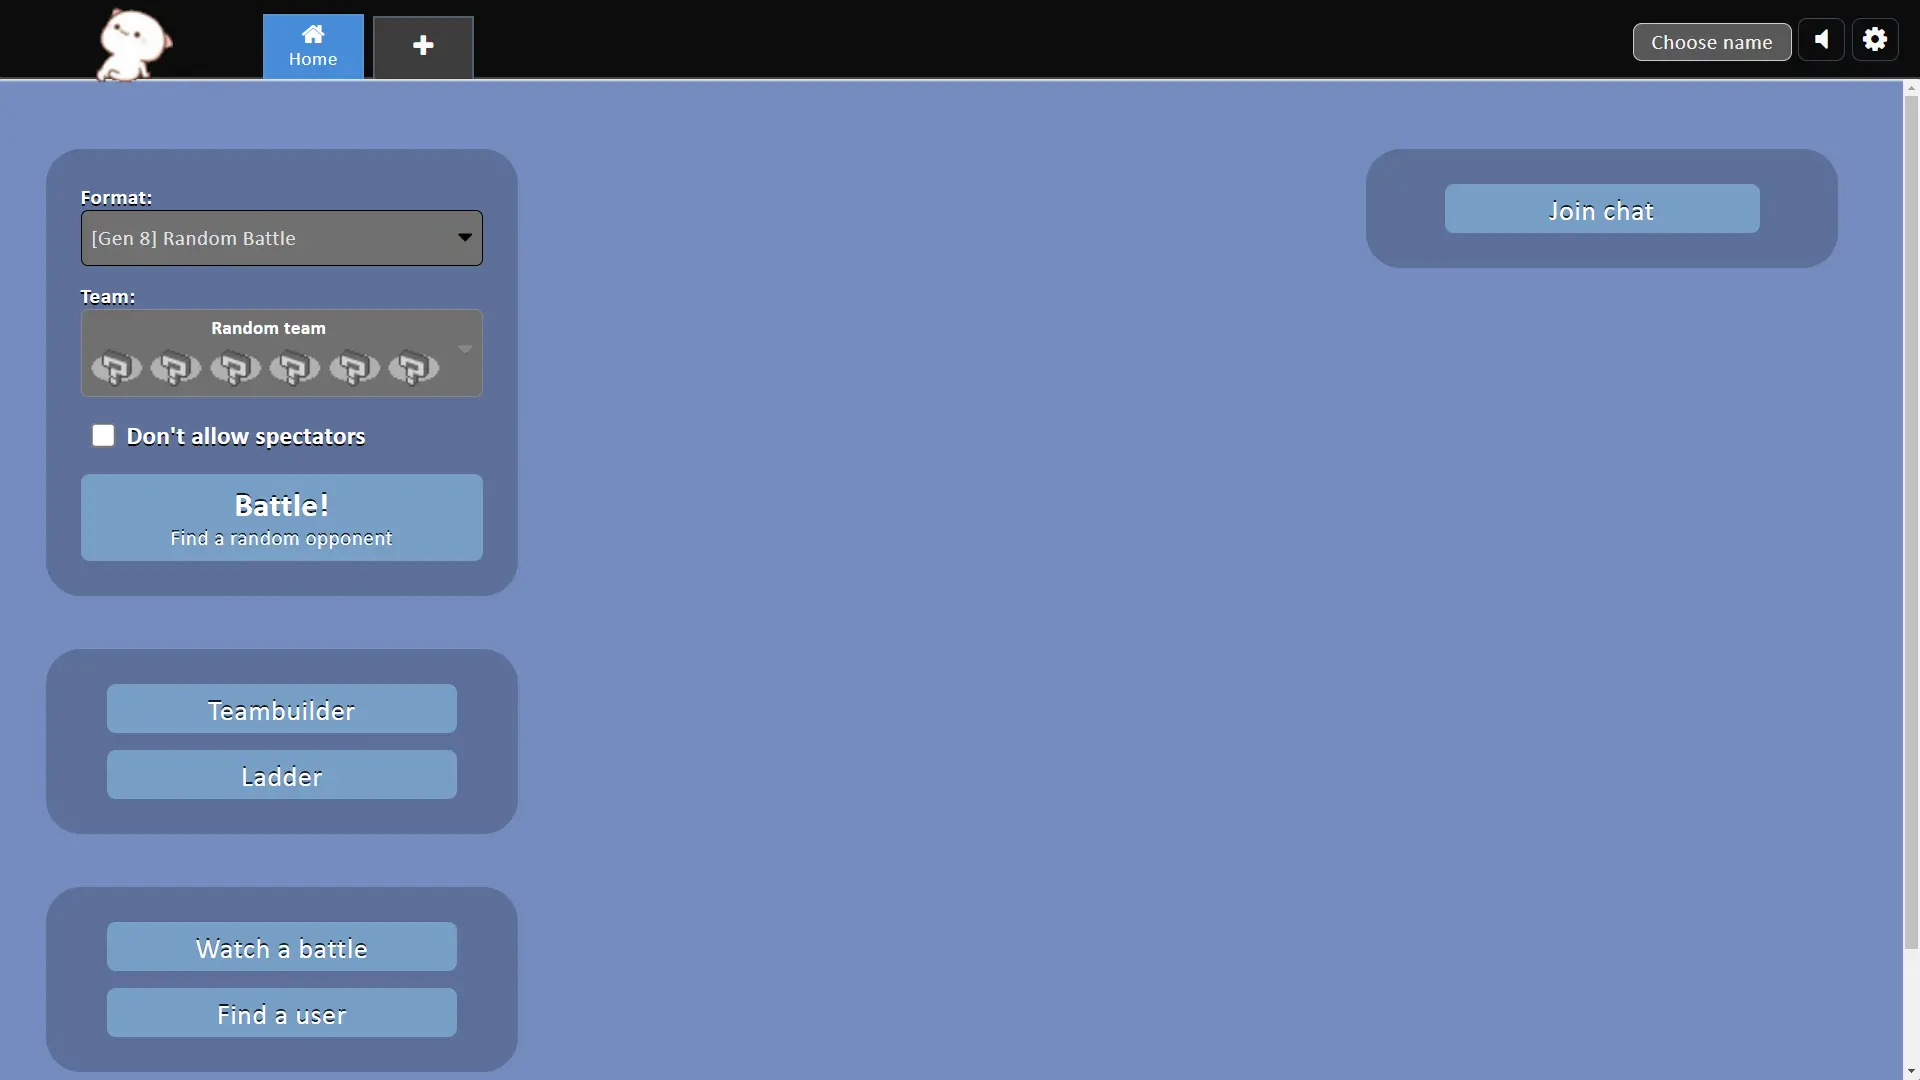 Home
Choose name
Format:
[Gen 8] Random Battle
Team:
Random team
Don't allow spectators
Battle!
Find a random opponent
Teambuilder
Ladder
Watch a battle
Find a user
Join chat